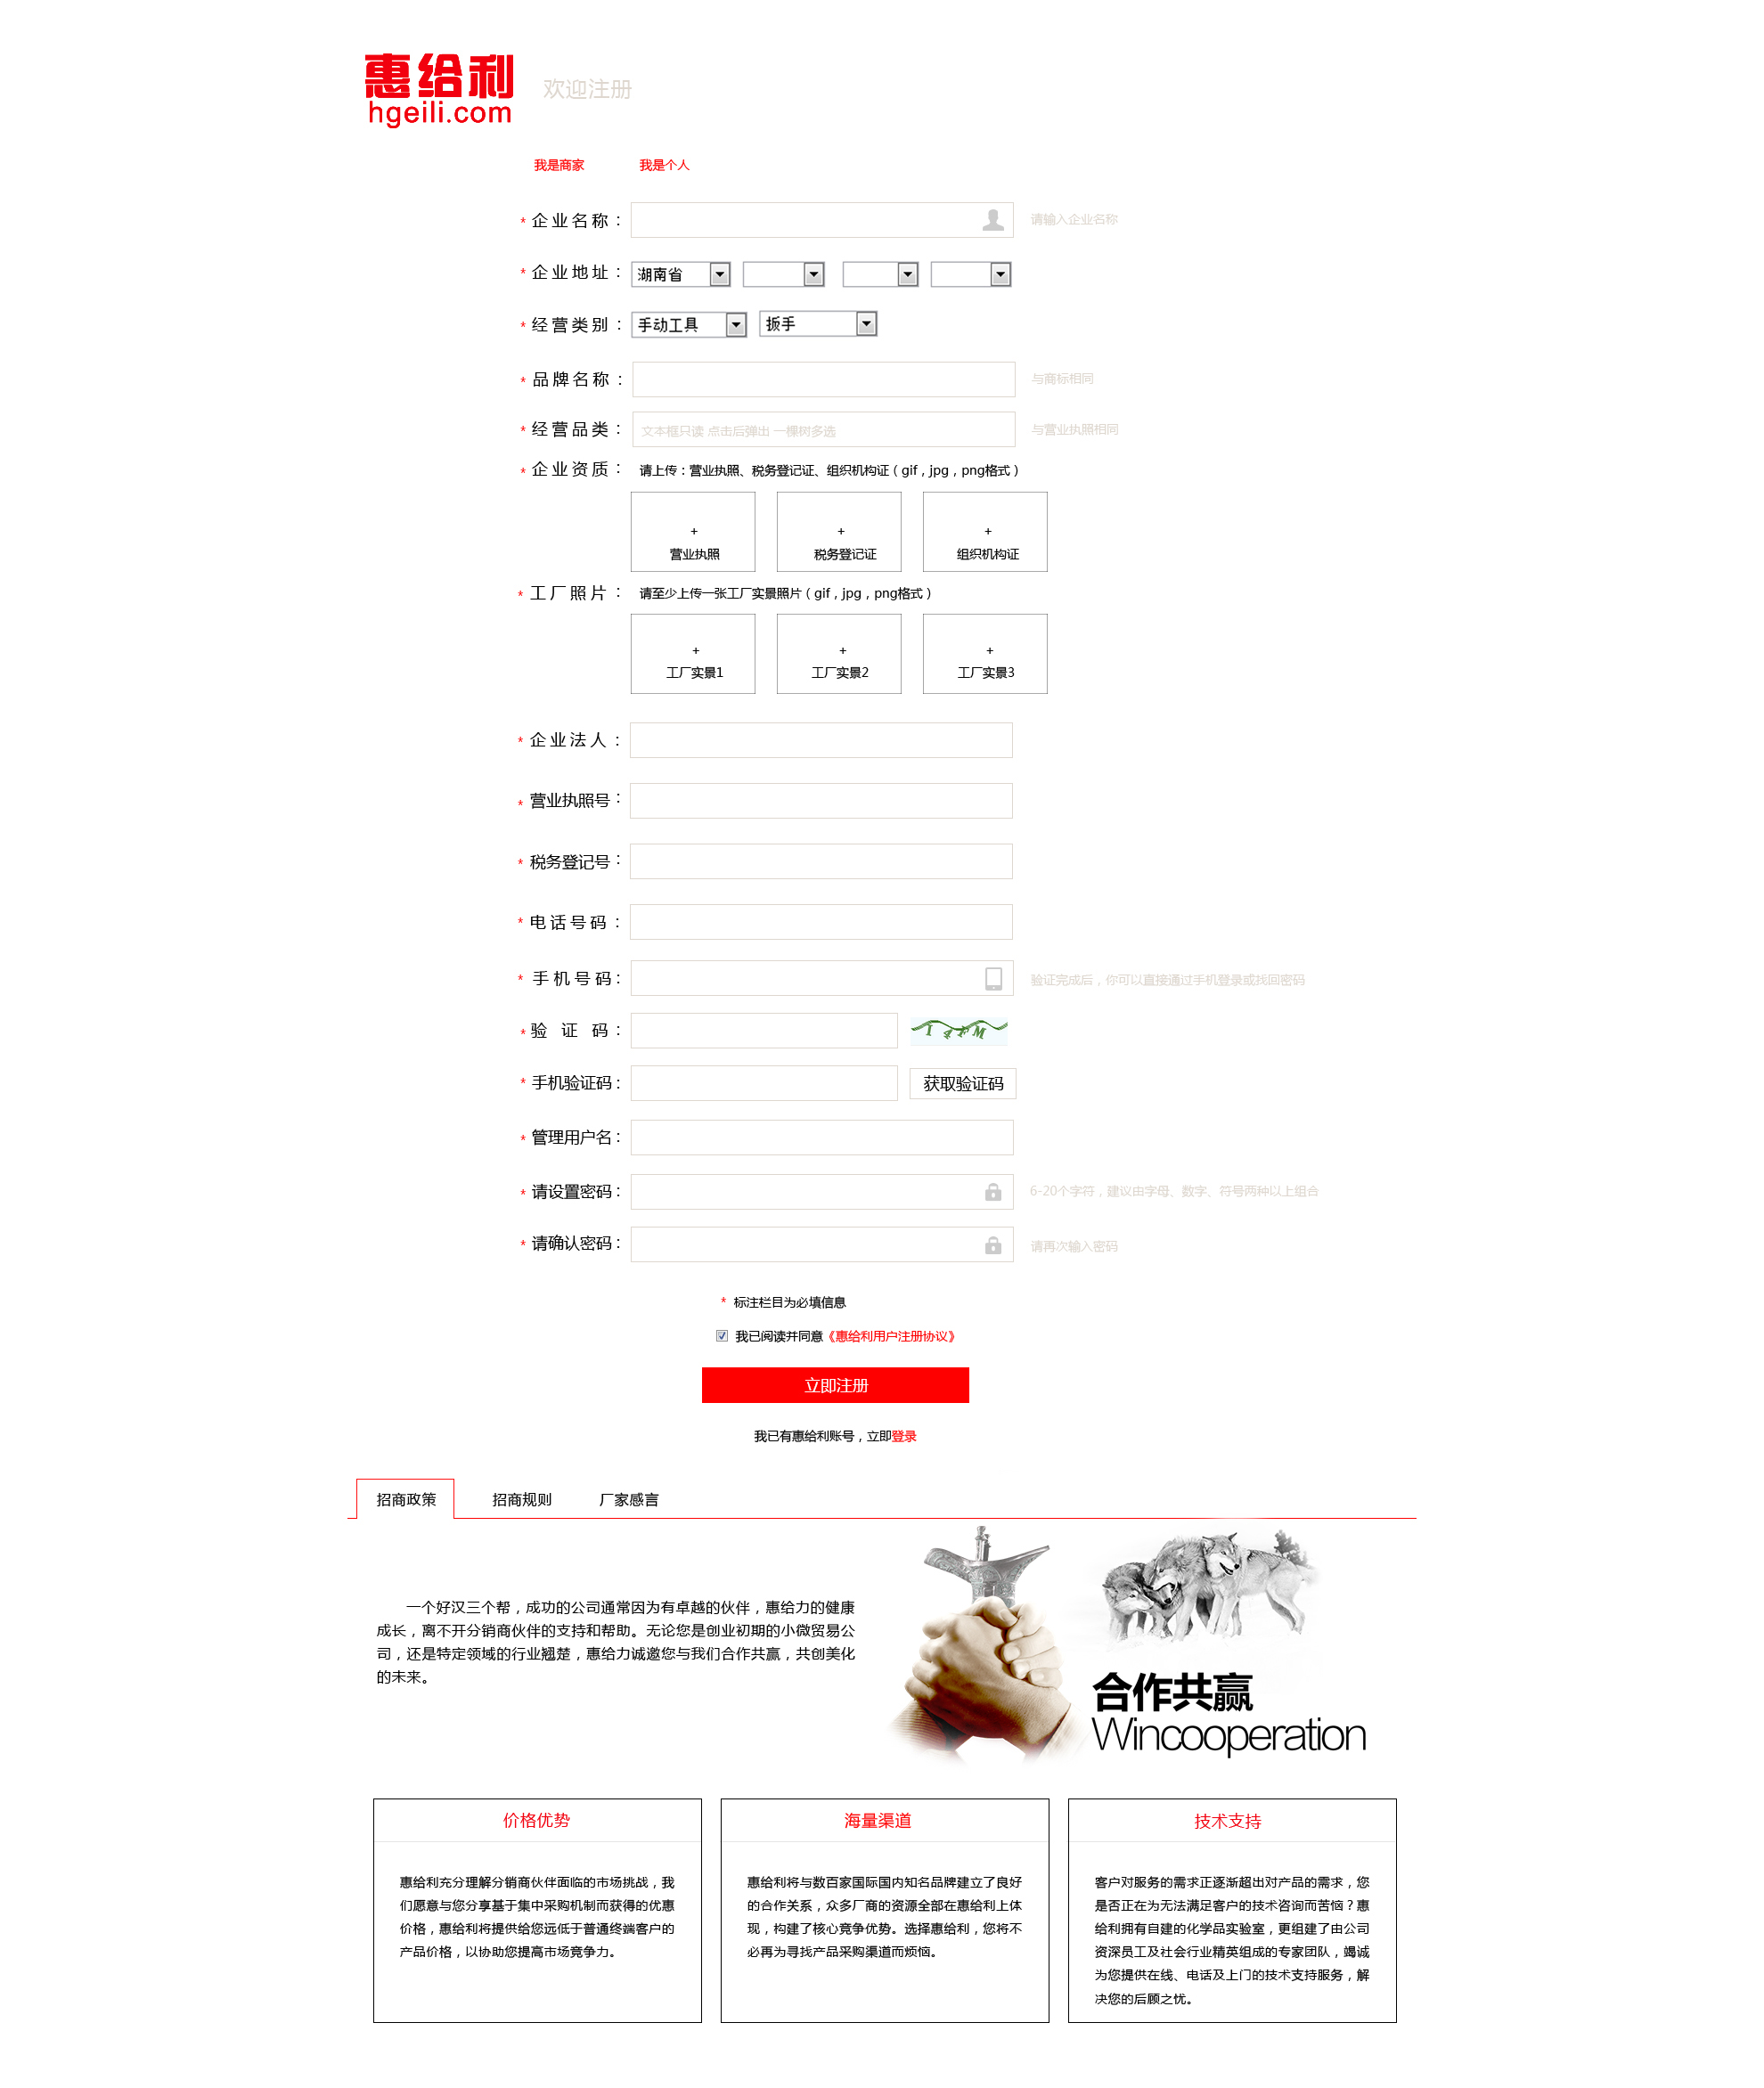 惠给利
hgeili.com
欢迎注册
我是商家 我是个人
* 企业名称： 请输入企业名称
* 企业地址： 湖南省
* 经营类别： 手动工具 扳手
* 品牌名称： 与商标相同
* 经营品类： 文本框只读 点击后弹出 一棵树多选 与营业执照相同
* 企业资质： 请上传：营业执照、税务登记证、组织机构证（gif，jpg，png格式）
+ + +
营业执照 税务登记证 组织机构证
* 工厂照片： 请至少上传一张工厂实景照片（gif，jpg，png格式）
+ + +
工厂实景1 工厂实景2 工厂实景3
* 企业法人：
* 营业执照号：
* 税务登记号：
* 电话号码：
* 手机号码： 验证完成后，你可以直接通过手机登录或找回密码
* 验 证 码： I4PM
* 手机验证码： 获取验证码
* 管理用户名：
* 请设置密码： 6-20个字符，建议由字母、数字、符号两种以上组合
* 请确认密码： 请再次输入密码
* 标注栏目为必填信息
我已阅读并同意《惠给利用户注册协议》
立即注册
我已有惠给利账号，立即登录
招商政策 招商规则 厂家感言
一个好汉三个帮，成功的公司通常因为有卓越的伙伴，惠给力的健康
成长，离不开分销商伙伴的支持和帮助。无论您是创业初期的小微贸易公
司，还是特定领域的行业翘楚，惠给力诚邀您与我们合作共赢，共创美化
的未来。
合作共赢
Wincooperation
价格优势
惠给利充分理解分销商伙伴面临的市场挑战，我
们愿意与您分享基于集中采购机制而获得的优惠
价格，惠给利将提供给您远低于普通终端客户的
产品价格，以协助您提高市场竞争力。
海量渠道
惠给利将与数百家国际国内知名品牌建立了良好
的合作关系，众多厂商的资源全部在惠给利上体
现，构建了核心竞争优势。选择惠给利，您将不
必再为寻找产品采购渠道而烦恼。
技术支持
客户对服务的需求正逐渐超出对产品的需求，您
是否正在为无法满足客户的技术咨询而苦恼？惠
给利拥有自建的化学品实验室，更组建了由公司
资深员工及社会行业精英组成的专家团队，竭诚
为您提供在线、电话及上门的技术支持服务，解
决您的后顾之忧。